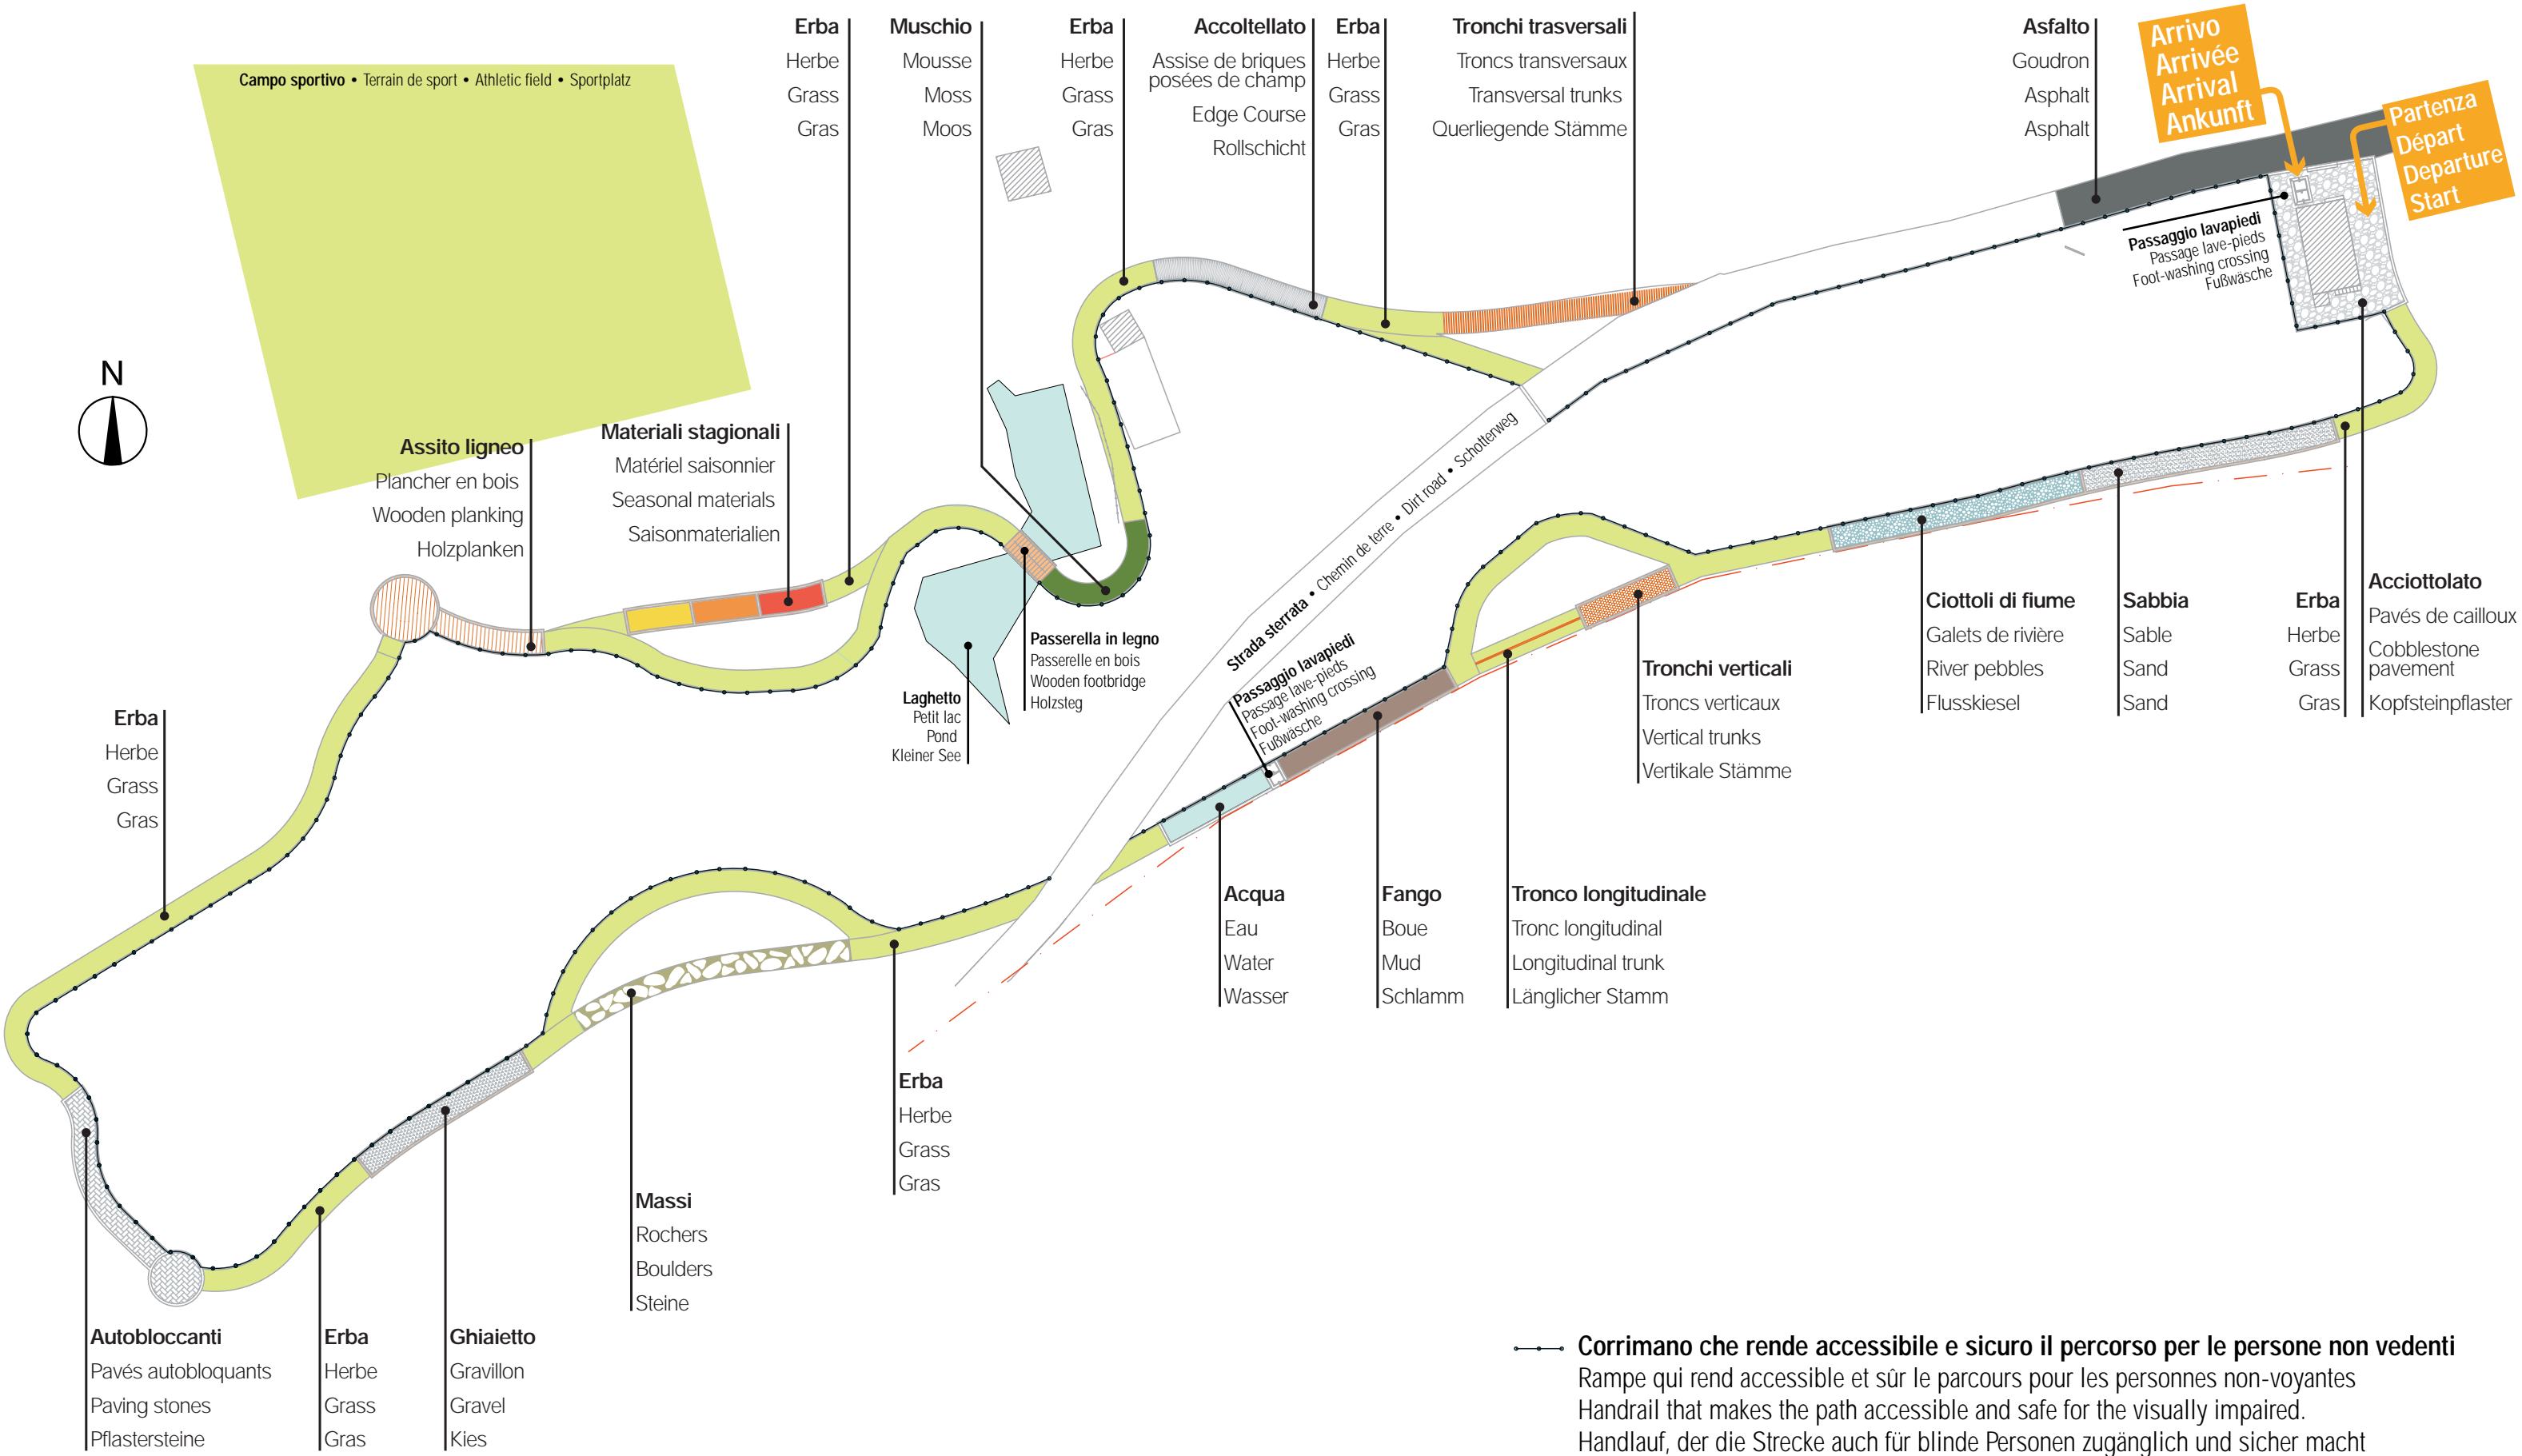 Campo sportivo • Terrain de sport • Athletic field • Sportplatz
Erba
Herbe
Grass
Gras
Muschio
Mousse
Moss
Moos
Erba
Herbe
Grass
Gras
Accoltellato
Assise de briques
posées de champ
Edge Course
Rollschicht
Erba
Herbe
Grass
Gras
Tronchi trasversali
Troncs transversaux
Transversal trunks
Querliegende Stämme
Asfalto
Goudron
Asphalt
Asphalt
Arrivo
Arrivée
Arrival
Ankunft
Partenza
Départ
Departure
Start
Passaggio lavapiedi
Passage lave-pieds
Foot-washing crossing
Fußwäsche
N
Assito ligneo
Plancher en bois
Wooden planking
Holzplanken
Materiali stagionali
Matériel saisonnier
Seasonal materials
Saisonmaterialien
Strada sterrata • Chemin de terre • Dirt road • Schotterweg
Passerella in legno
Passerelle en bois
Wooden footbridge
Holzsteg
Laghetto
Petit lac
Pond
Kleiner See
Passaggio lavapiedi
Passage lave-pieds
Foot-washing crossing
Fußwäsche
Tronchi verticali
Troncs verticaux
Vertical trunks
Vertikale Stämme
Ciottoli di fiume
Galets de rivière
River pebbles
Flusskiesel
Sabbia
Sable
Sand
Sand
Erba
Herbe
Grass
Gras
Acciottolato
Pavés de cailloux
Cobblestone
pavement
Kopfsteinpflaster
Erba
Herbe
Grass
Gras
Acqua
Eau
Water
Wasser
Fango
Boue
Mud
Schlamm
Tronco longitudinale
Tronc longitudinal
Longitudinal trunk
Länglicher Stamm
Erba
Herbe
Grass
Gras
Massi
Rochers
Boulders
Steine
Autobloccanti
Pavés autobloquants
Paving stones
Pflastersteine
Erba
Herbe
Grass
Gras
Ghiaietto
Gravillon
Gravel
Kies
Corrimano che rende accessibile e sicuro il percorso per le persone non vedenti
Rampe qui rend accessible et sûr le parcours pour les personnes non-voyantes
Handrail that makes the path accessible and safe for the visually impaired.
Handlauf, der die Strecke auch für blinde Personen zugänglich und sicher macht